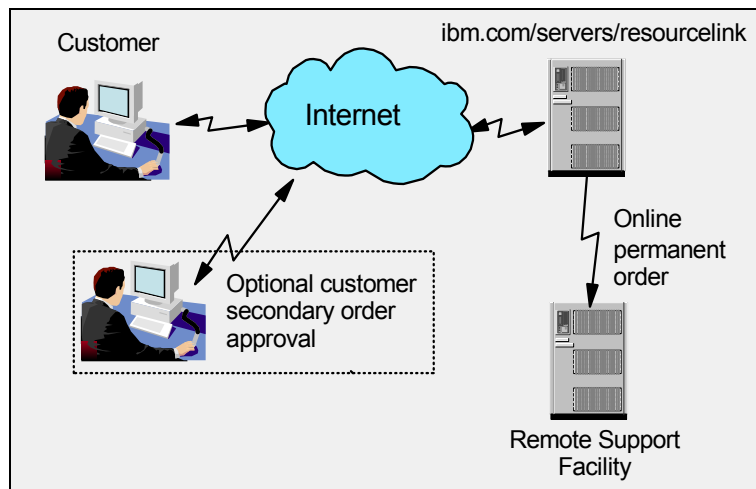 Customer
ibm.com/servers/resourcelink
Internet
Online
permanent
order
Optional customer
secondary order
approval
Remote Support
Facility